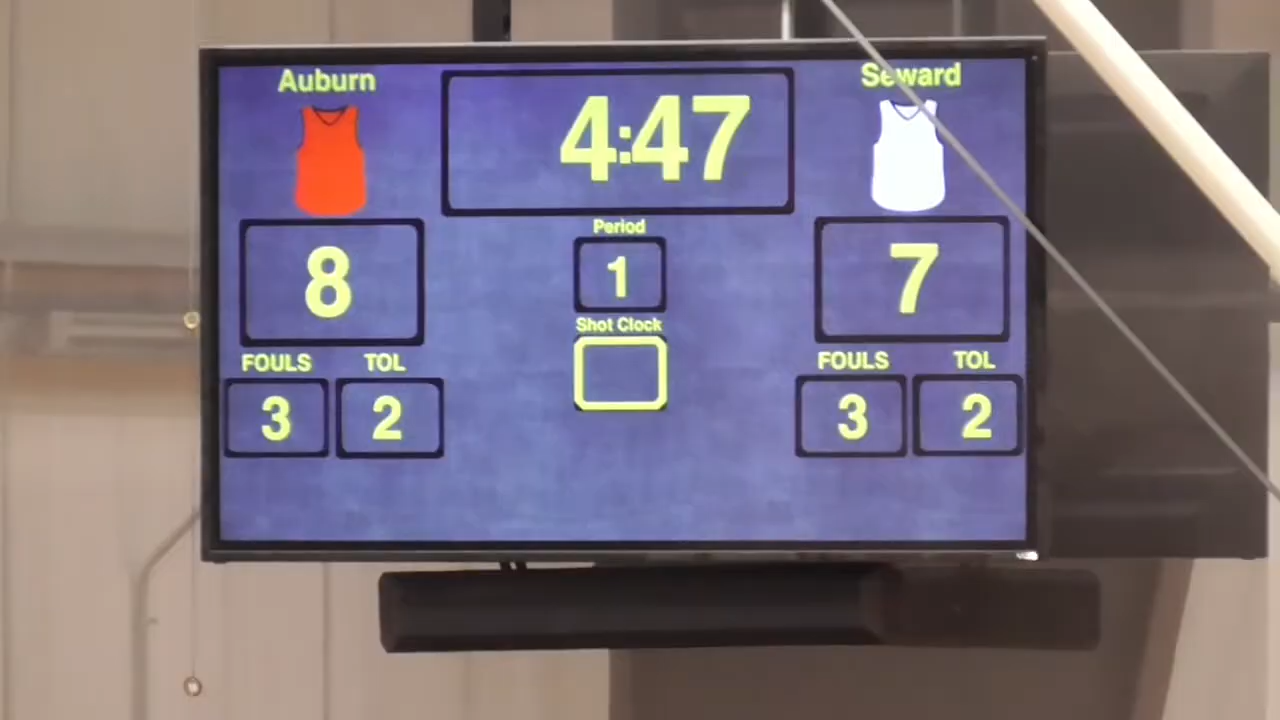 Auburn
4:47
Seward
8
Period
1
7
Shot Clock
FOULS TOL
3 2
FOULS TOL
3 2